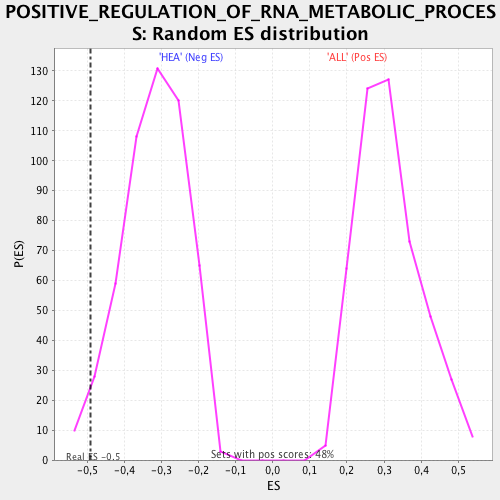 POSITIVE_REGULATION_OF_RNA_METABOLIC_PROCES
S: Random ES distribution
'HEA' (Neg ES) 'ALL' (Pos ES)
130
120
110
100
90
80
70
60
50
40
30
20
10
0
P(ES)
Real ES -0.5
Sets with pos scores: 48%
-0,5 -0,4 -0,3 -0,2 -0,1 0,0 0,1 0,2 0,3 0,4 0,5
ES